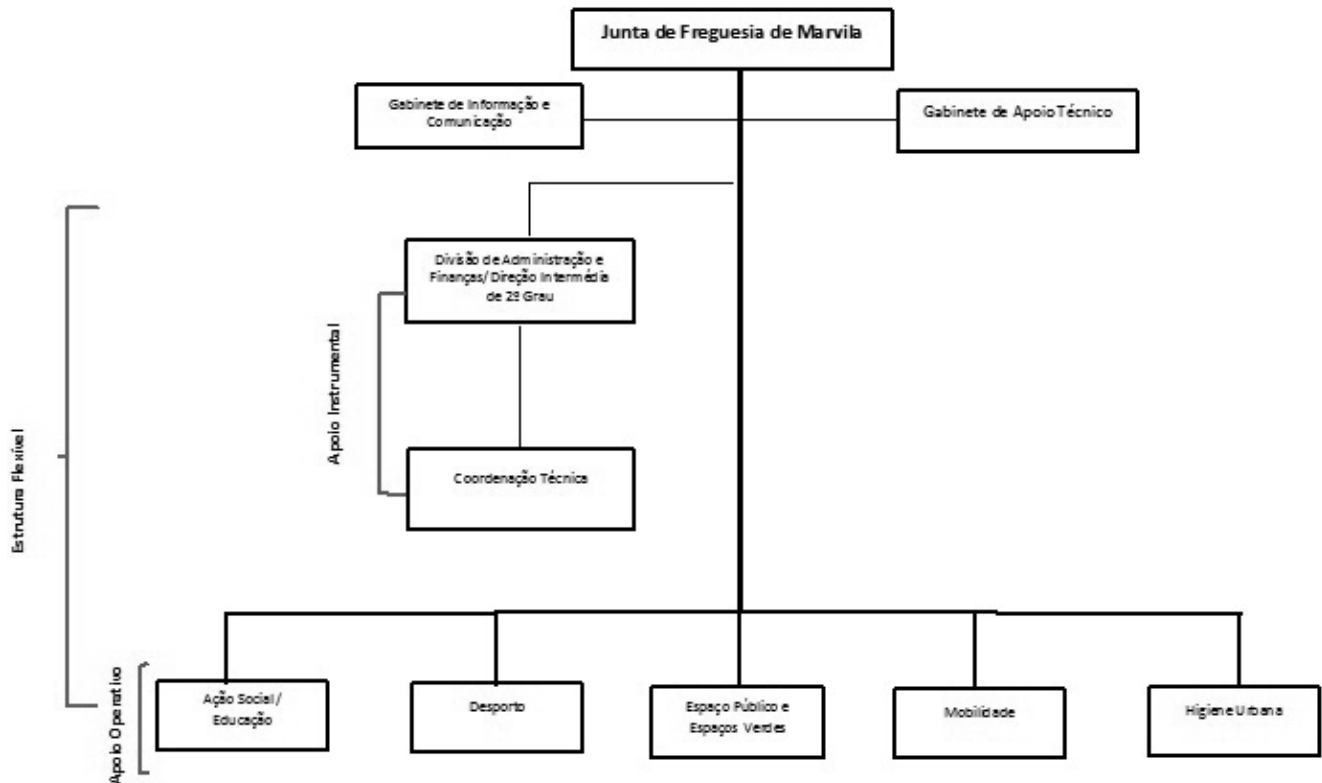 Junta de Freguesia de Marvila
Gabinete de Informação e
Comunicação
Gabinete de Apoio Técnico
Divisão de Administração e
Finanças/Direção Intermédia
de 2º Grau
Apoio Instrumental
Coordenação Técnica
Estrutura Flexível
Apoio Operativo
Ação Social/
Educação
Desporto
Espaço Público e
Espaços Verdes
Mobilidade
Higiene Urbana